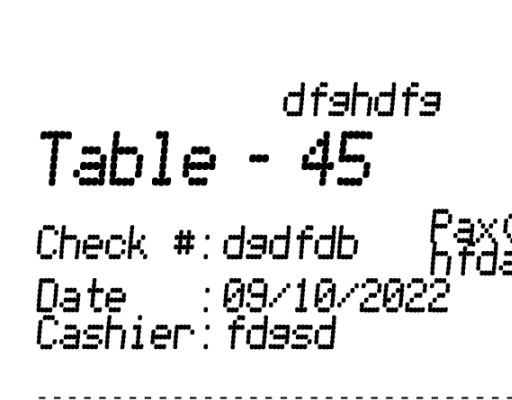 dfghdfg
Table - 45
Check #: dgdfdb
Date :09/10/2022
Cashier: fdgsd